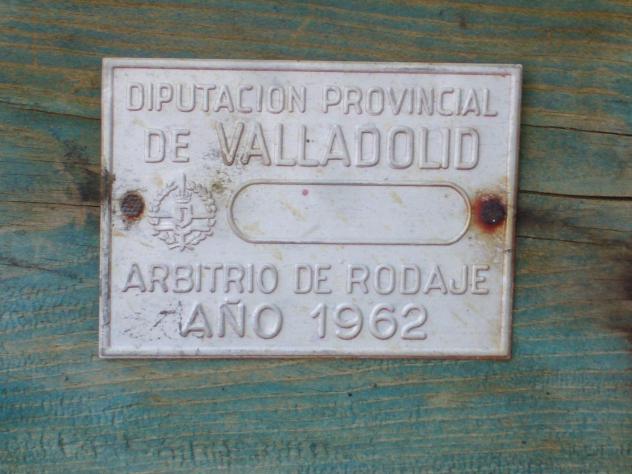 DIPUTACION PROVINCIAL
DE VALLADOLID
ARBITRIO DE RODAJE
AÑO 1962